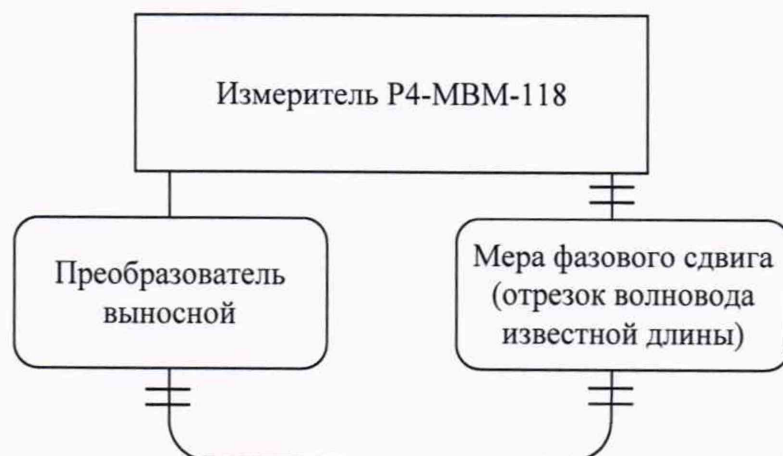 Измеритель Р4-МВМ-118
Преобразователь
выносной
Мера фазового сдвига
(отрезок волновода
известной длины)